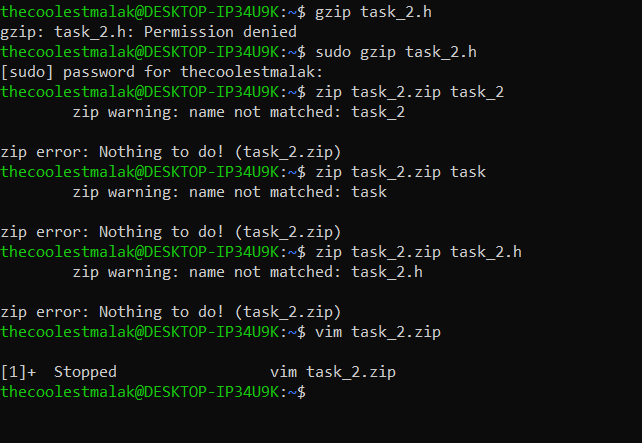 thecoolestmalak@DESKTOP-IP34U9K:~$ gzip task_2.h
gzip: task_2.h: Permission denied
thecoolestmalak@DESKTOP-IP34U9K:~$ sudo gzip task_2.h
[sudo] password for thecoolestmalak:
thecoolestmalak@DESKTOP-IP34U9K:~$ zip task_2.zip task_2
        zip warning: name not matched: task_2

zip error: Nothing to do! (task_2.zip)
thecoolestmalak@DESKTOP-IP34U9K:~$ zip task_2.zip task
        zip warning: name not matched: task

zip error: Nothing to do! (task_2.zip)
thecoolestmalak@DESKTOP-IP34U9K:~$ zip task_2.zip task_2.h
        zip warning: name not matched: task_2.h

zip error: Nothing to do! (task_2.zip)
thecoolestmalak@DESKTOP-IP34U9K:~$ vim task_2.zip

[1]+  Stopped                 vim task_2.zip
thecoolestmalak@DESKTOP-IP34U9K:~$